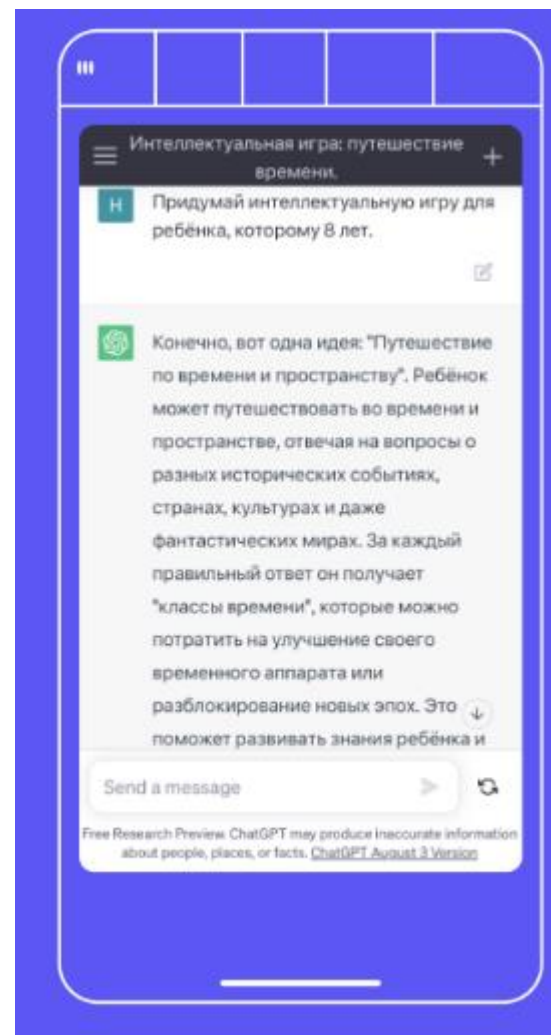 Интеллектуальная игра: путешествие
времени.
Н
Придумай интеллектуальную игру для
ребёнка, которому 8 лет.
Конечно, вот одна идея: "Путешествие
по времени и пространству". Ребёнок
может путешествовать во времени и
пространстве, отвечая на вопросы о
разных исторических событиях,
странах, культурах и даже
фантастических мирах. За каждый
правильный ответ он получает
"классы времени", которые можно
потратить на улучшение своего
временного аппарата или
разблокирование новых эпох. Это
поможет развивать знания ребёнка и
Send a message
Free Research Preview. ChatGPT may produce inaccurate information
about people, places, or facts. ChatGPT August 3 Version